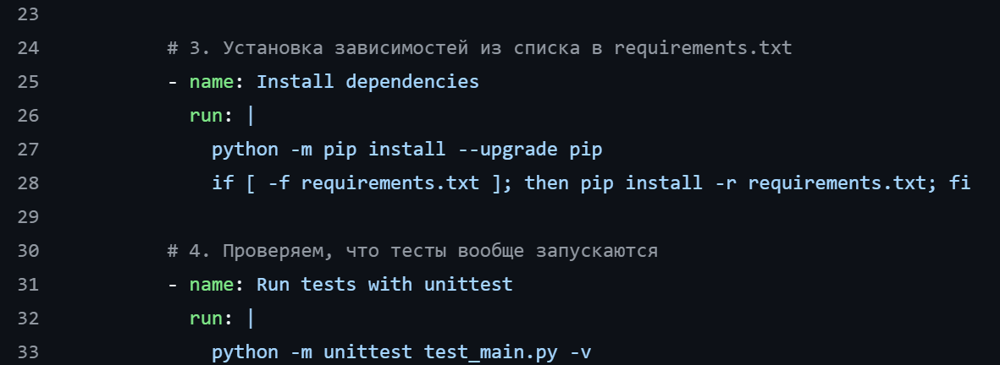 23
24 # 3. Установка зависимостей из списка в requirements.txt
25 - name: Install dependencies
26 run: |
27 python -m pip install --upgrade pip
28 if [ -f requirements.txt ]; then pip install -r requirements.txt; fi
29
30 # 4. Проверяем, что тесты вообще запускаются
31 - name: Run tests with unittest
32 run: |
33 python -m unittest test_main.py -v